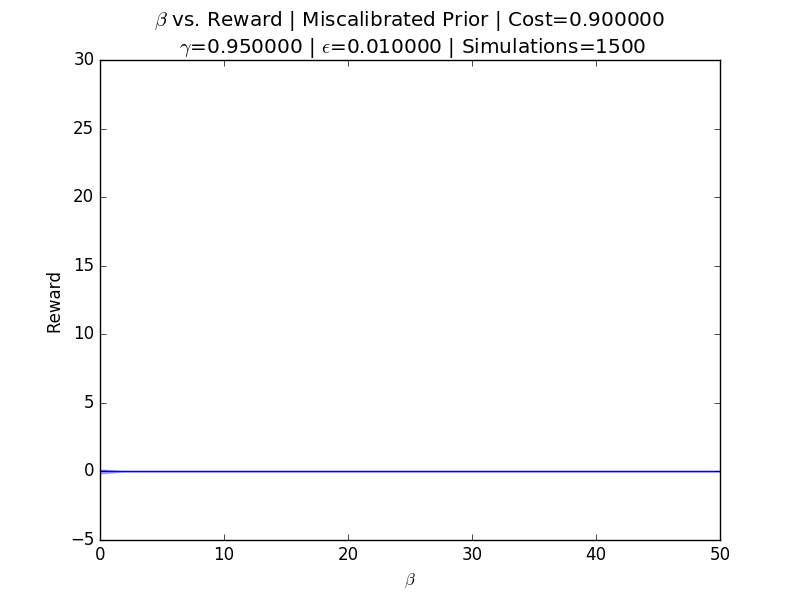 β vs. Reward | Miscalibrated Prior | Cost=0.900000
γ=0.950000 | ϵ=0.010000 | Simulations=1500
30
25
20
15
10
5
0
−5
Reward
0 10 20 30 40 50
β